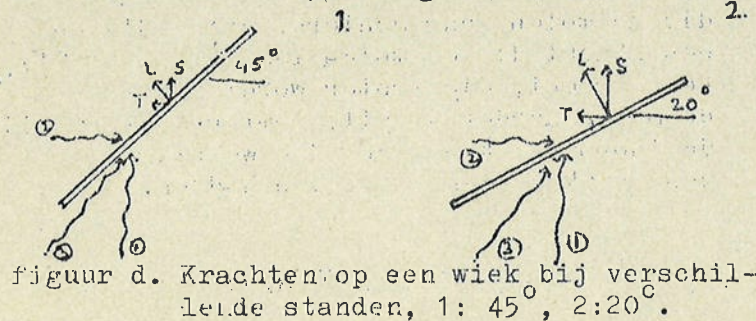 1
2.
45°
L S
T
②
③ ①
20°
L S
T
②
③ ①
figuur d. Krachten op een wiek bij verschil-
lende standen, 1: 45°, 2:20°.